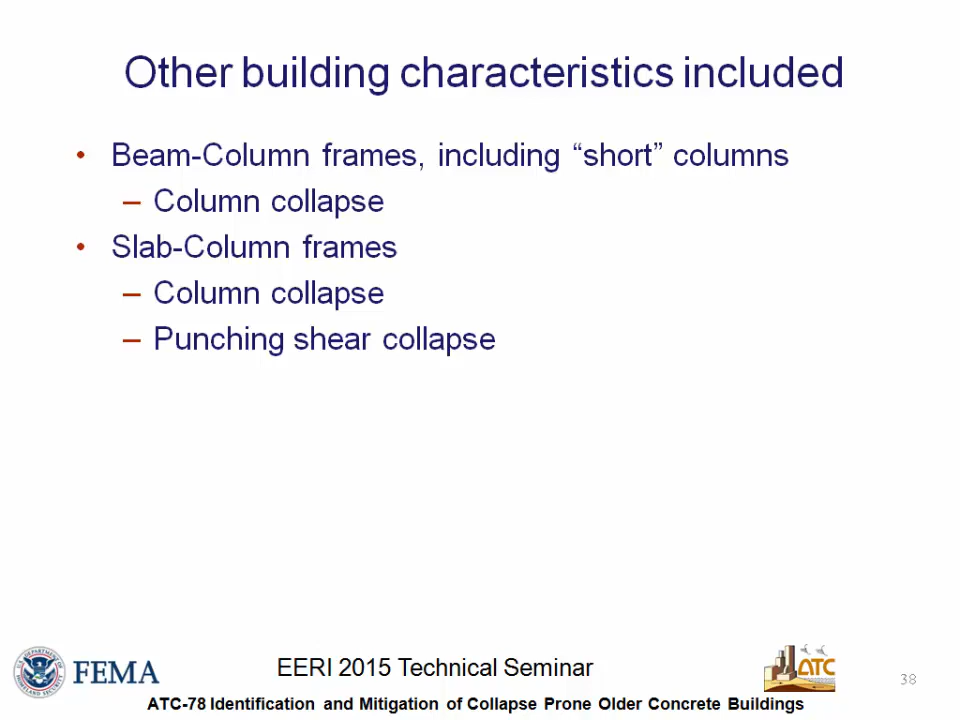 Other building characteristics included
• Beam-Column frames, including “short” columns
– Column collapse
• Slab-Column frames
– Column collapse
– Punching shear collapse
FEMA
EERI 2015 Technical Seminar
ATC
38
ATC-78 Identification and Mitigation of Collapse Prone Older Concrete Buildings